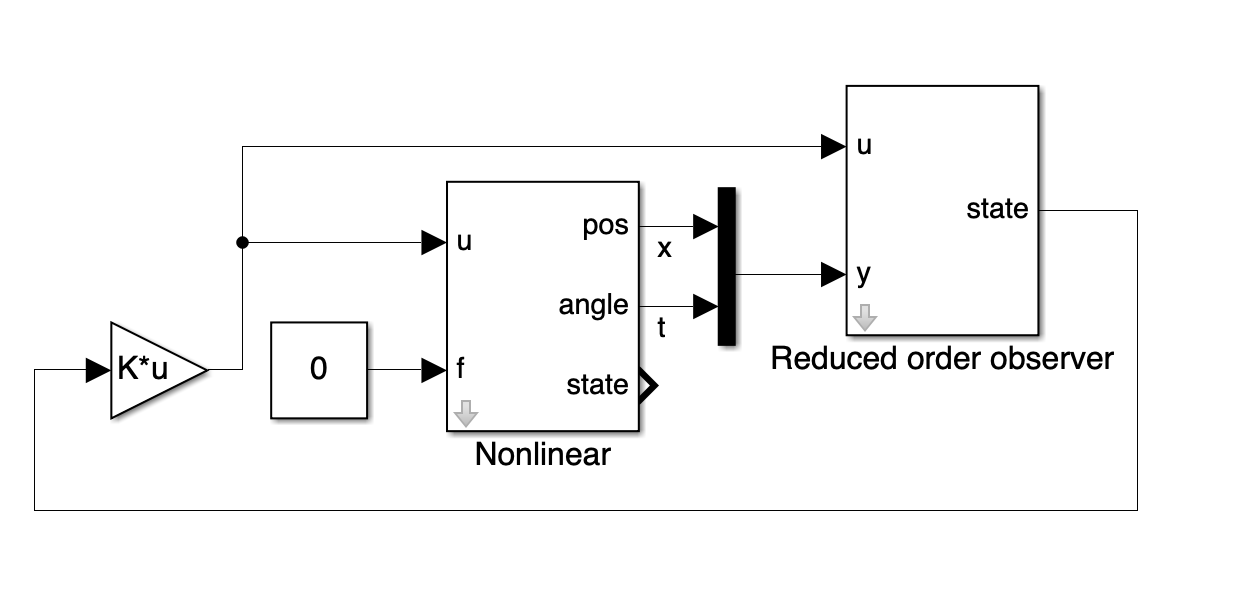 u
state
y
Reduced order observer
pos
x
u
angle
t
f
state
Nonlinear
K*u
0